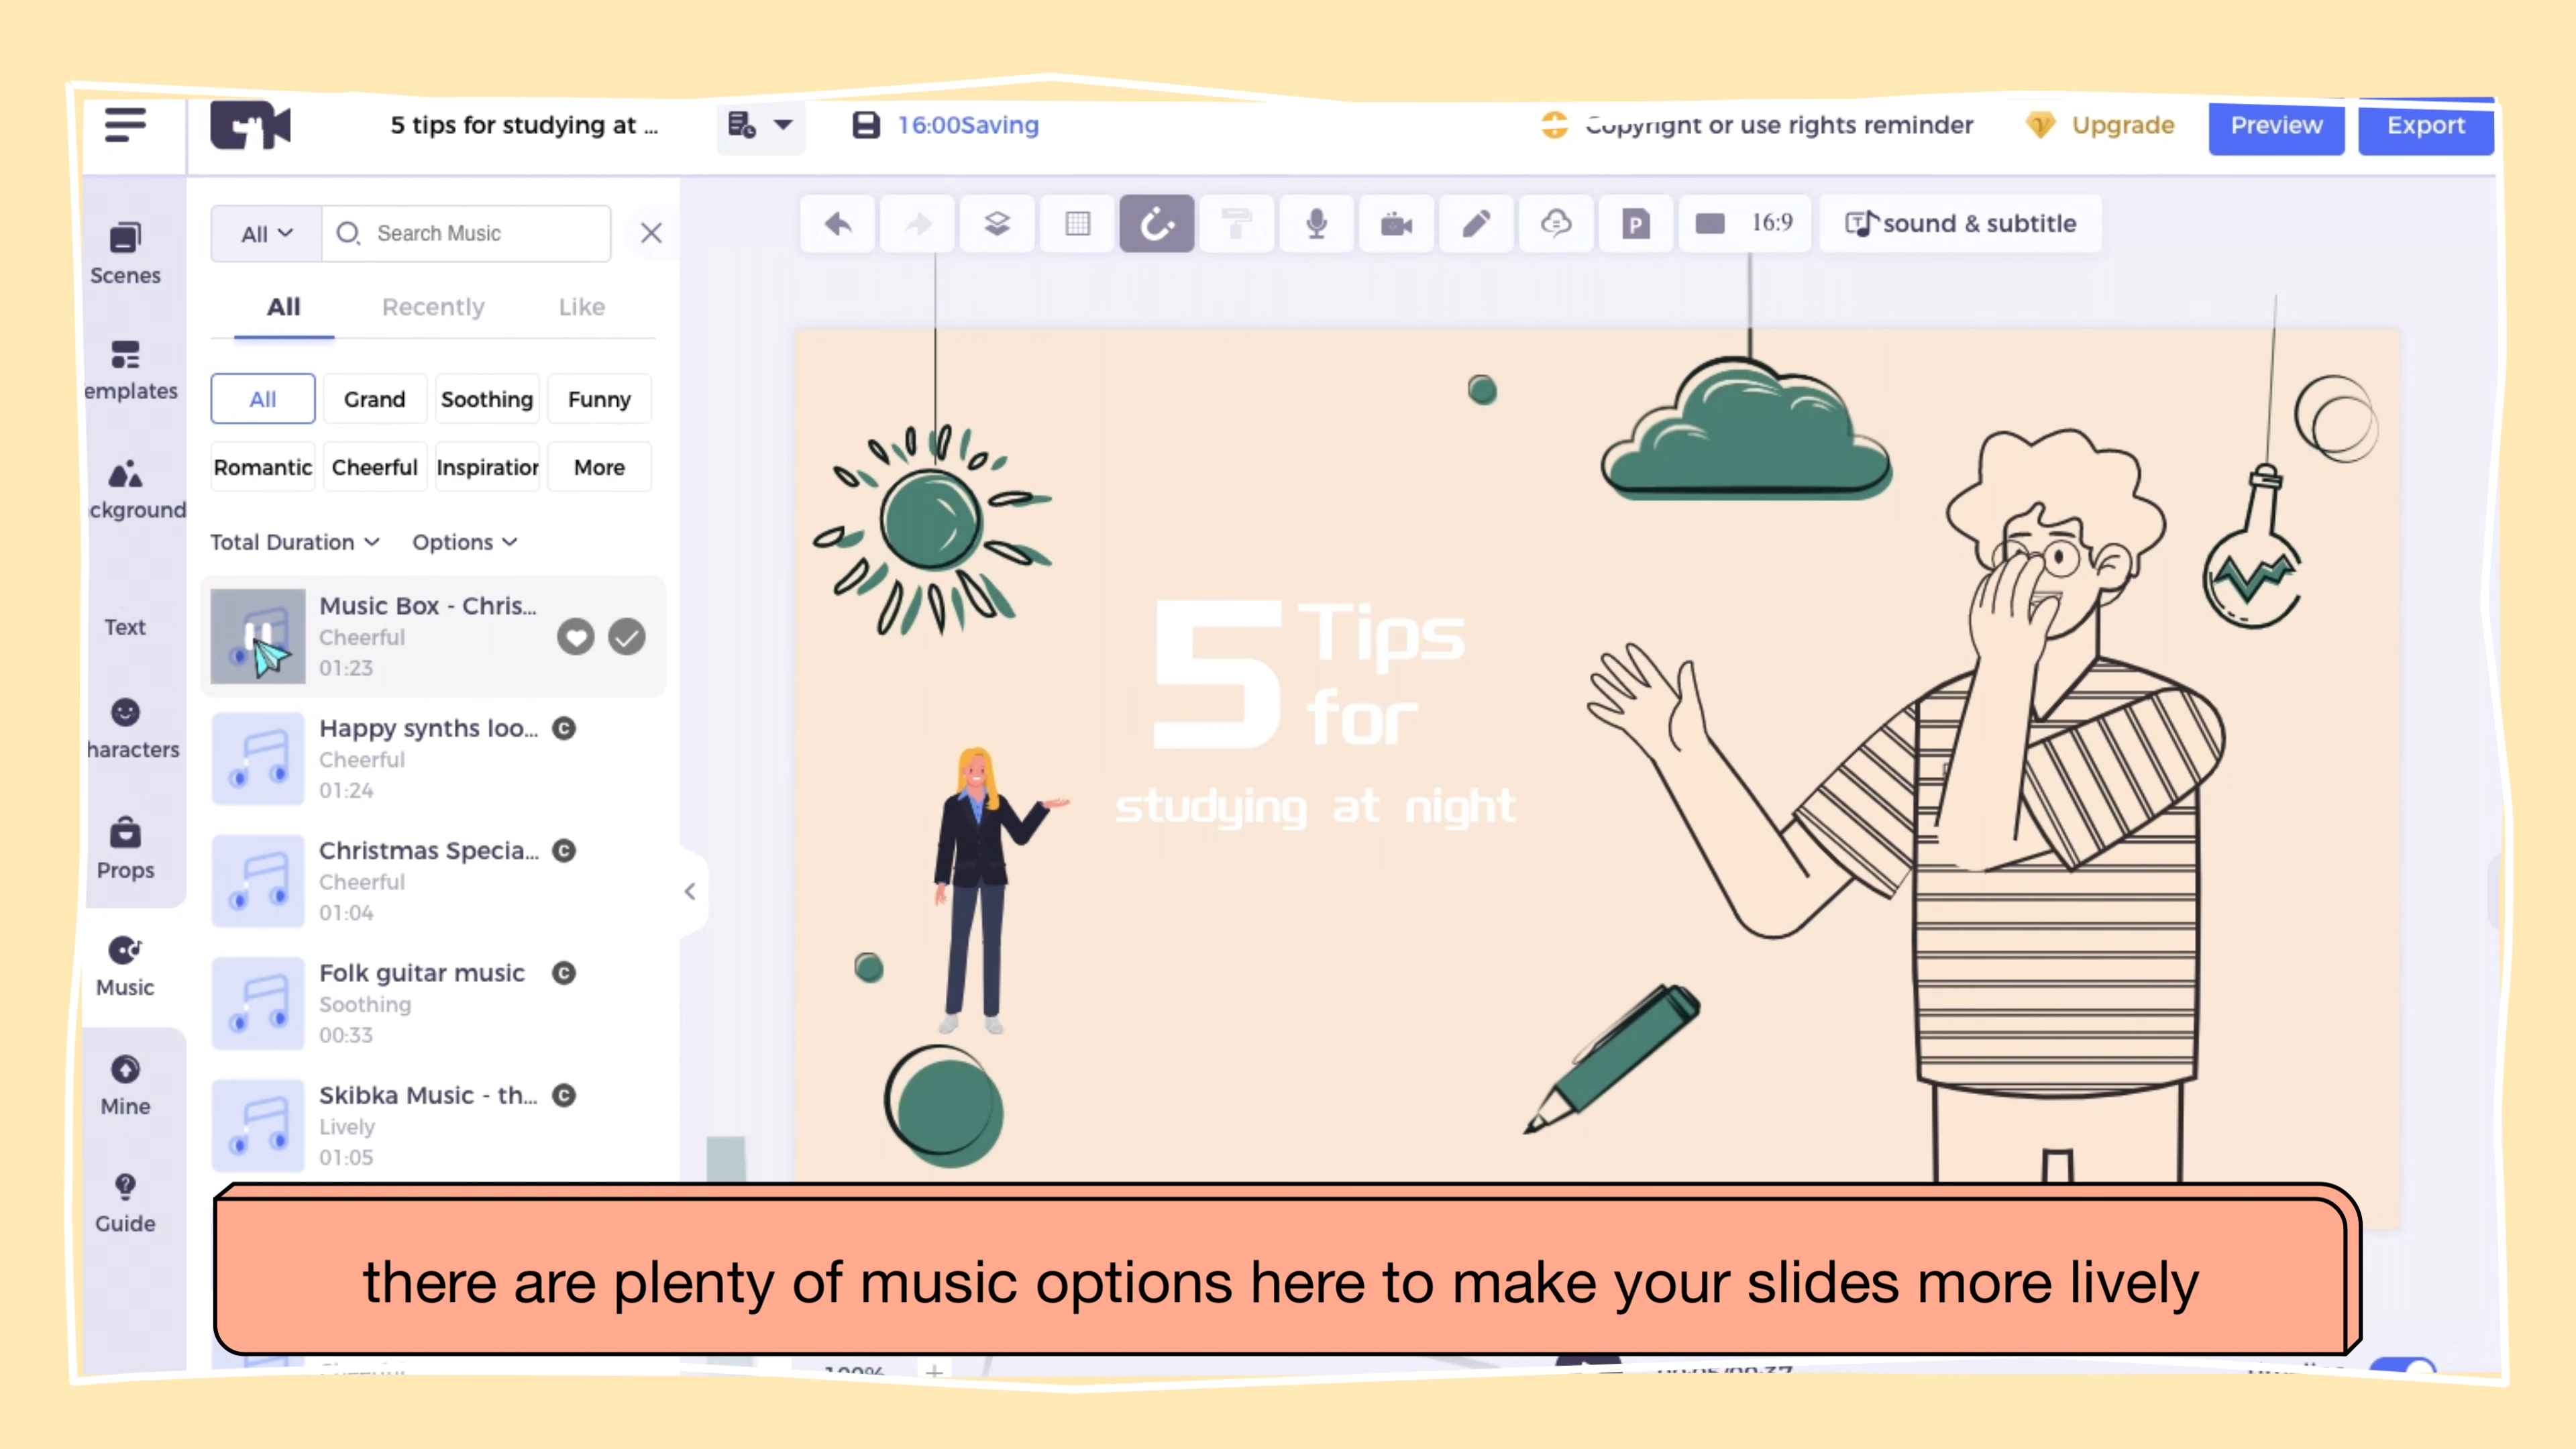 5 tips for studying at ...
16:00Saving
Copyright or use rights reminder
Upgrade
Preview
Export
Scenes
emplates
ckground
Text
haracters
Props
Music
Mine
Guide
All
Search Music
All
Recently
Like
All
Grand
Soothing
Funny
Romantic
Cheerful
Inspiration
More
Total Duration
Options
Music Box - Chris...
Cheerful
01:23
Happy synths loo...
Cheerful
01:24
Christmas Specia...
Cheerful
01:04
Folk guitar music
Soothing
00:33
Skibka Music - th...
Lively
01:05
16:9
sound & subtitle
5 Tips
for
studying at night
there are plenty of music options here to make your slides more lively
100%